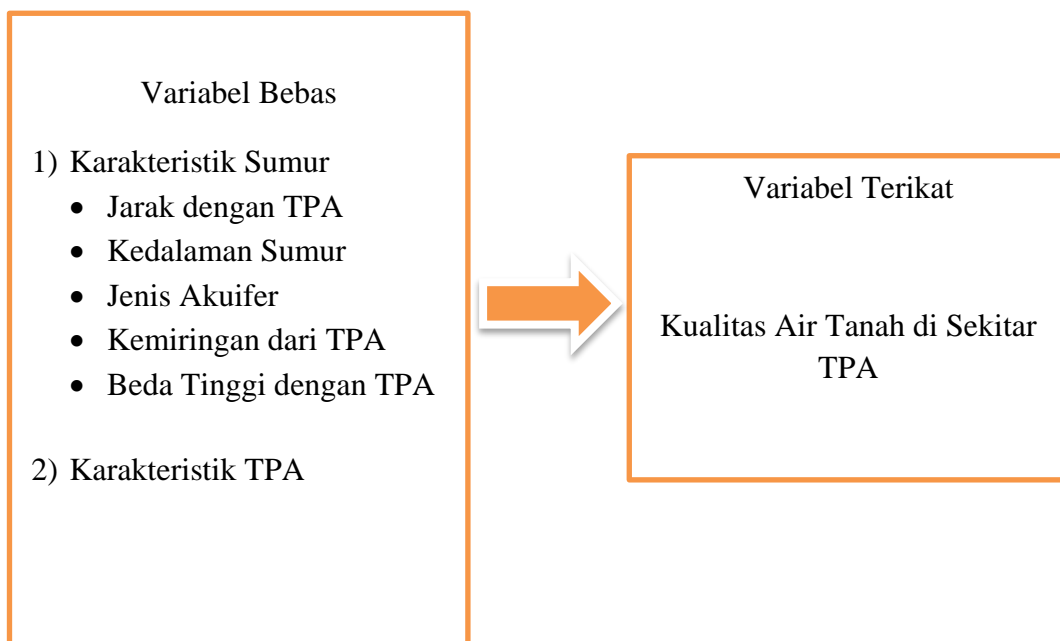 Variabel Bebas
1) Karakteristik Sumur
• Jarak dengan TPA
• Kedalaman Sumur
• Jenis Akuifer
• Kemiringan dari TPA
• Beda Tinggi dengan TPA
2) Karakteristik TPA
Variabel Terikat
Kualitas Air Tanah di Sekitar
TPA